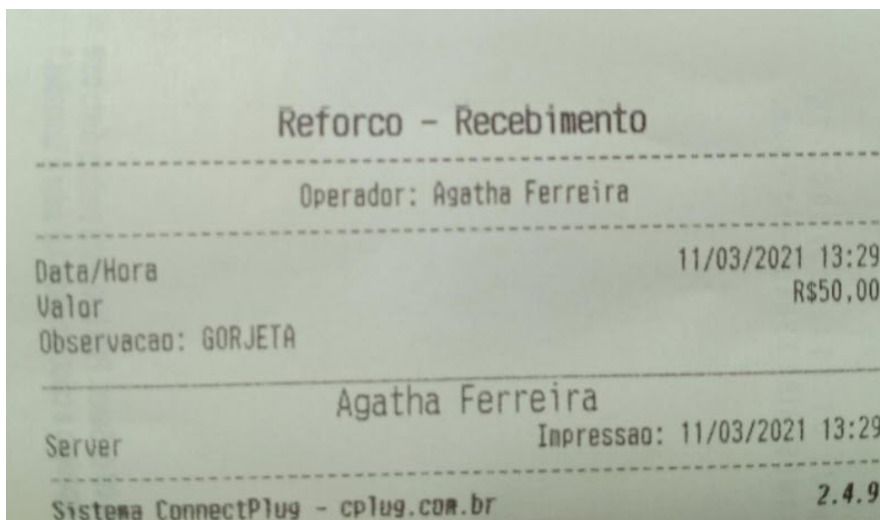 Reforco - Recebimento
Operador: Agatha Ferreira
Data/Hora 11/03/2021 13:29
Valor R$50,00
Observacao: GORJETA
Agatha Ferreira
Server Impressao: 11/03/2021 13:29
Sistema ConnectPlug - cplug.com.br 2.4.9